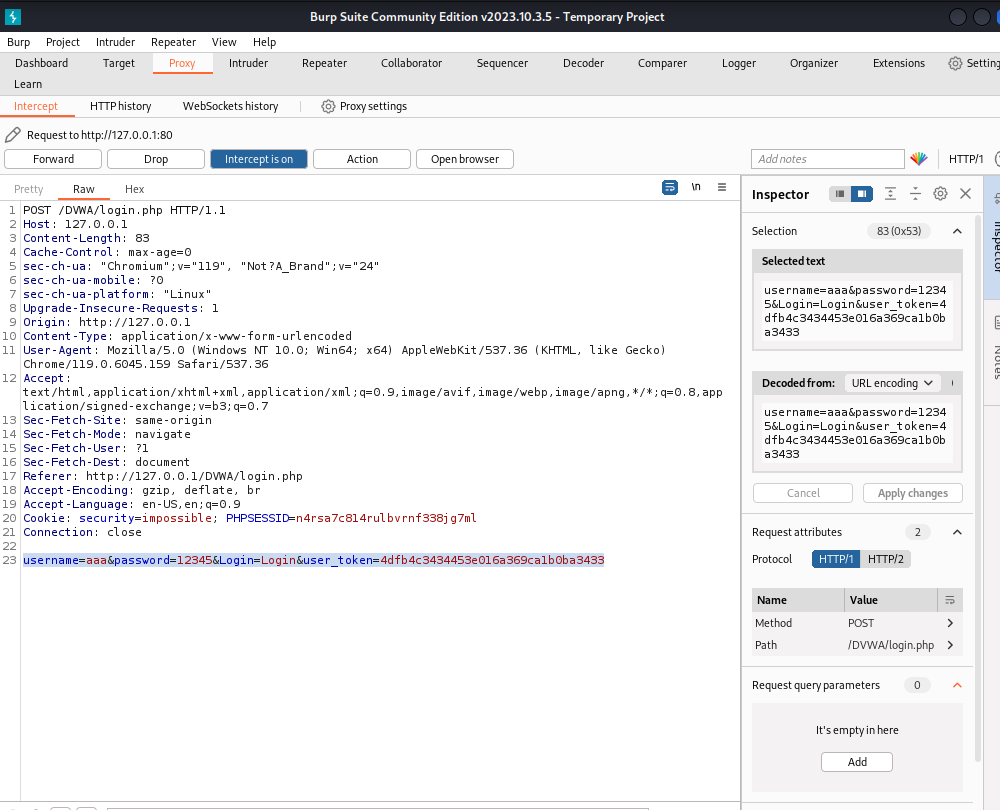 Burp Suite Community Edition v2023.10.3.5 - Temporary Project
Burp Project Intruder Repeater View Help
Dashboard Target Proxy Intruder Repeater Collaborator Sequencer Decoder Comparer Logger Organizer Extensions
Learn
Intercept HTTP history WebSockets history Proxy settings
Request to http://127.0.0.1:80
Forward Drop Intercept is on Action Open browser Add notes HTTP/1
Pretty Raw Hex \n
1 POST /DVWA/login.php HTTP/1.1
2 Host: 127.0.0.1
3 Content-Length: 83
4 Cache-Control: max-age=0
5 sec-ch-ua: "Chromium";v="119", "Not?A_Brand";v="24"
6 sec-ch-ua-mobile: ?0
7 sec-ch-ua-platform: "Linux"
8 Upgrade-Insecure-Requests: 1
9 Origin: http://127.0.0.1
10 Content-Type: application/x-www-form-urlencoded
11 User-Agent: Mozilla/5.0 (Windows NT 10.0; Win64; x64) AppleWebKit/537.36 (KHTML, like Gecko)
Chrome/119.0.6045.159 Safari/537.36
12 Accept:
text/html,application/xhtml+xml,application/xml;q=0.9,image/avif,image/webp,image/apng,*/*;q=0.8,app
lication/signed-exchange;v=b3;q=0.7
13 Sec-Fetch-Site: same-origin
14 Sec-Fetch-Mode: navigate
15 Sec-Fetch-User: ?1
16 Sec-Fetch-Dest: document
17 Referer: http://127.0.0.1/DVWA/login.php
18 Accept-Encoding: gzip, deflate, br
19 Accept-Language: en-US,en;q=0.9
20 Cookie: security=impossible; PHPSESSID=n4rsa7c814rulbvrnf338jg7ml
21 Connection: close
22
23 username=aaa&password=12345&Login=Login&user_token=4dfb4c3434453e016a369ca1b0ba3433
Inspector
Selection 83 (0x53)
Selected text
username=aaa&password=1234
5&Login=Login&user_token=4
dfb4c3434453e016a369ca1b0b
a3433
Decoded from: URL encoding
username=aaa&password=1234
5&Login=Login&user_token=4
dfb4c3434453e016a369ca1b0b
a3433
Cancel Apply changes
Request attributes 2
Protocol HTTP/1 HTTP/2
Name Value
Method POST
Path /DVWA/login.php
Request query parameters 0
It's empty in here
Add
Inspector
Notes